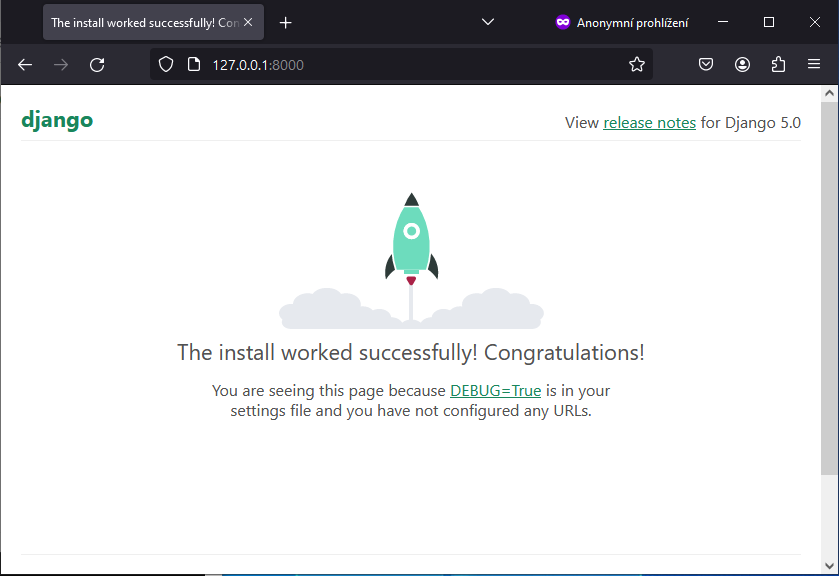 The install worked successfully! Con
Anonymní prohlížení
127.0.0.1:8000
django
View release notes for Django 5.0
The install worked successfully! Congratulations!
You are seeing this page because DEBUG=True is in your
settings file and you have not configured any URLs.